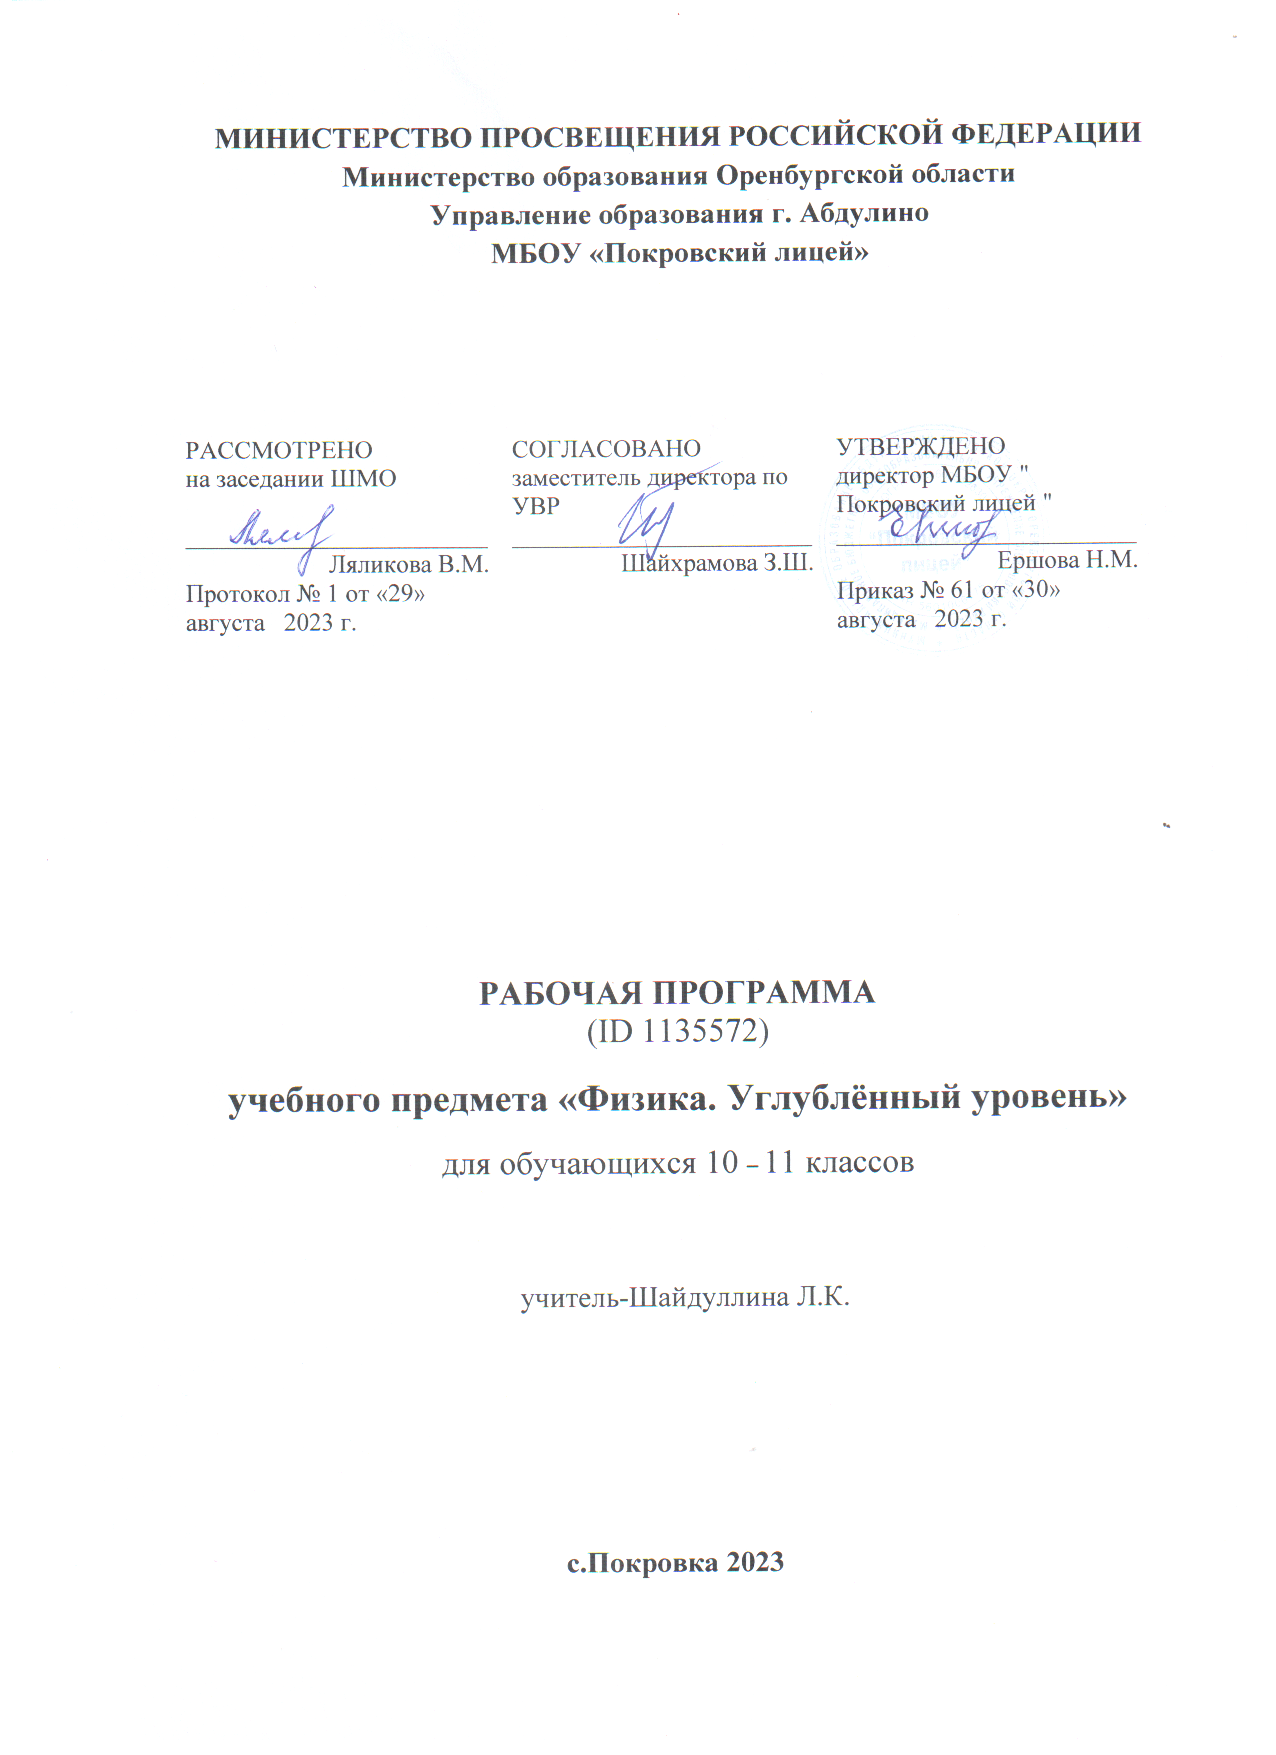 МИНИСТЕРСТВО ПРОСВЕЩЕНИЯ РОССИЙСКОЙ ФЕДЕРАЦИИ
Министерство образования Оренбургской области
Управление образования г. Абдулино
МБОУ «Покровский лицей»
РАССМОТРЕНО
на заседании ШМО
Ляликова В.М.
Протокол № 1 от «29»
августа 2023 г.
СОГЛАСОВАНО
заместитель директора по
УВР
Шайхрамова З.Ш.
УТВЕРЖДЕНО
директор МБОУ "
Покровский лицей "
Ершова Н.М.
Приказ № 61 от «30»
августа 2023 г.
РАБОЧАЯ ПРОГРАММА
(ID 1135572)
учебного предмета «Физика. Углублённый уровень»
для обучающихся 10 – 11 классов
учитель-Шайдуллина Л.К.
с.Покровка 2023